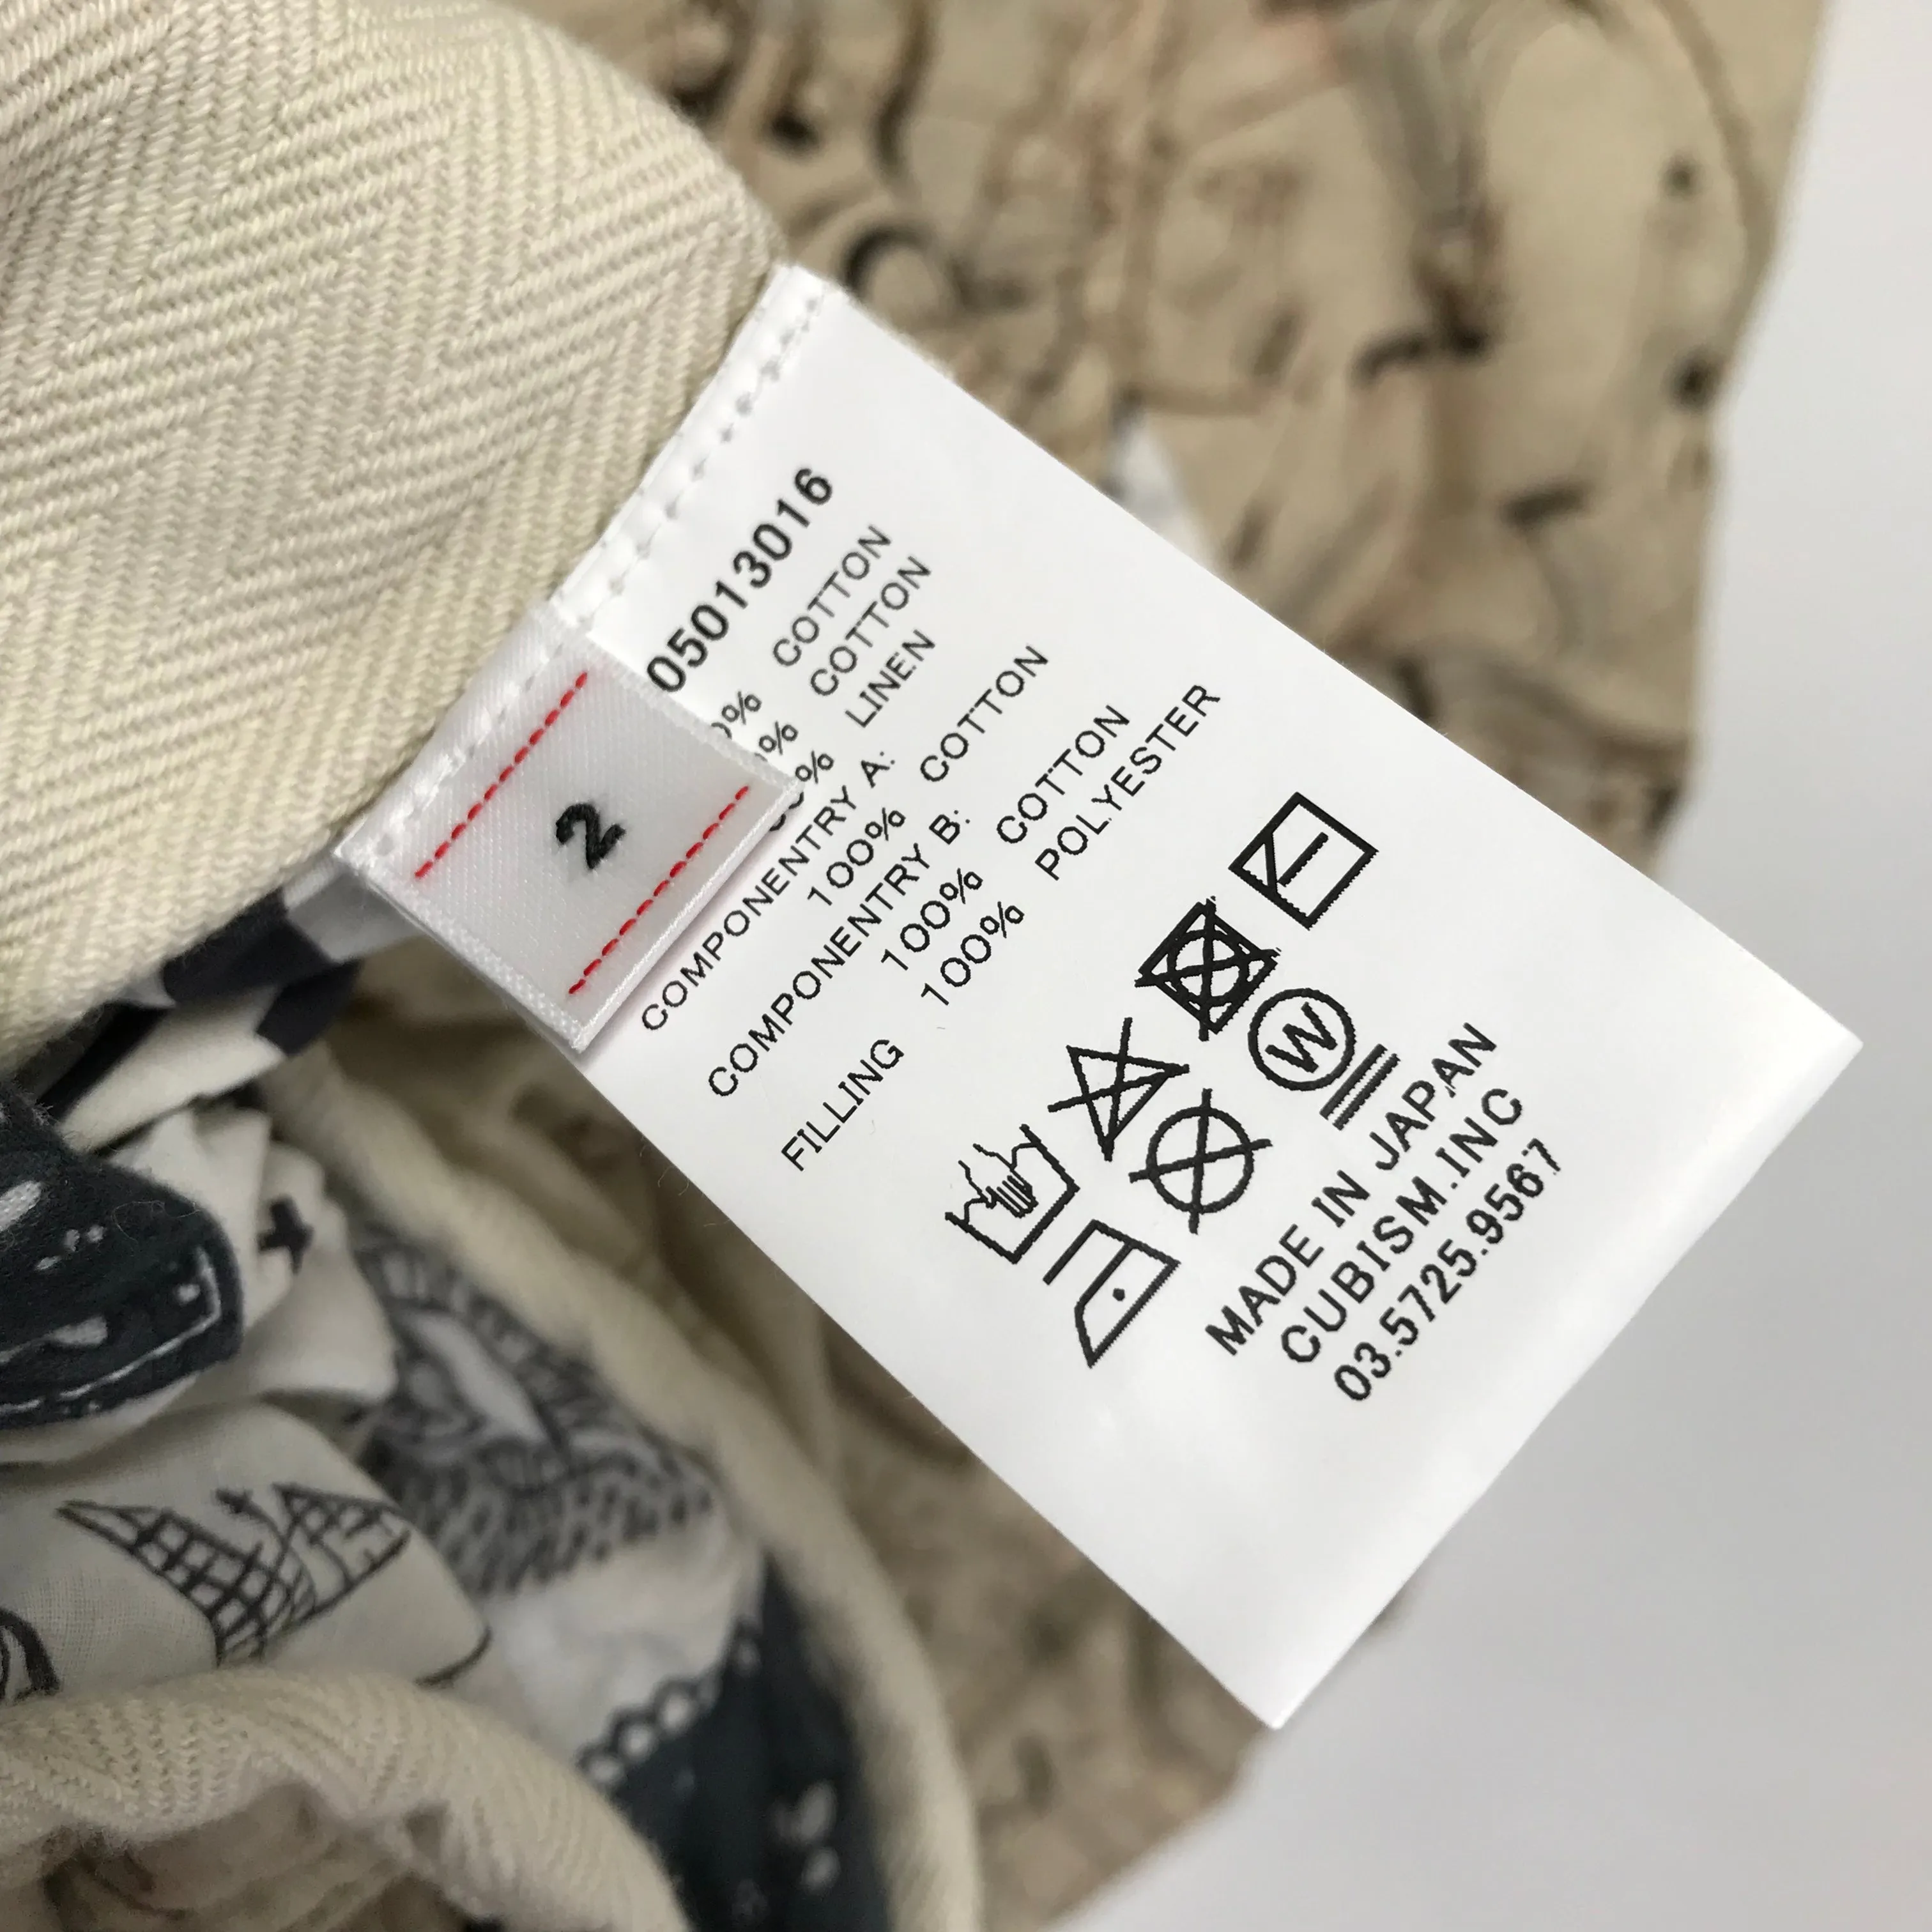 05013016
% COTTON
% COTTON
% LINEN
COMPONENTRY A:
100% COTTON
COMPONENTRY B:
100% COTTON
FILLING 100% POLYESTER
W
MADE IN JAPAN
CUBISM.INC
03.5725.9567
2